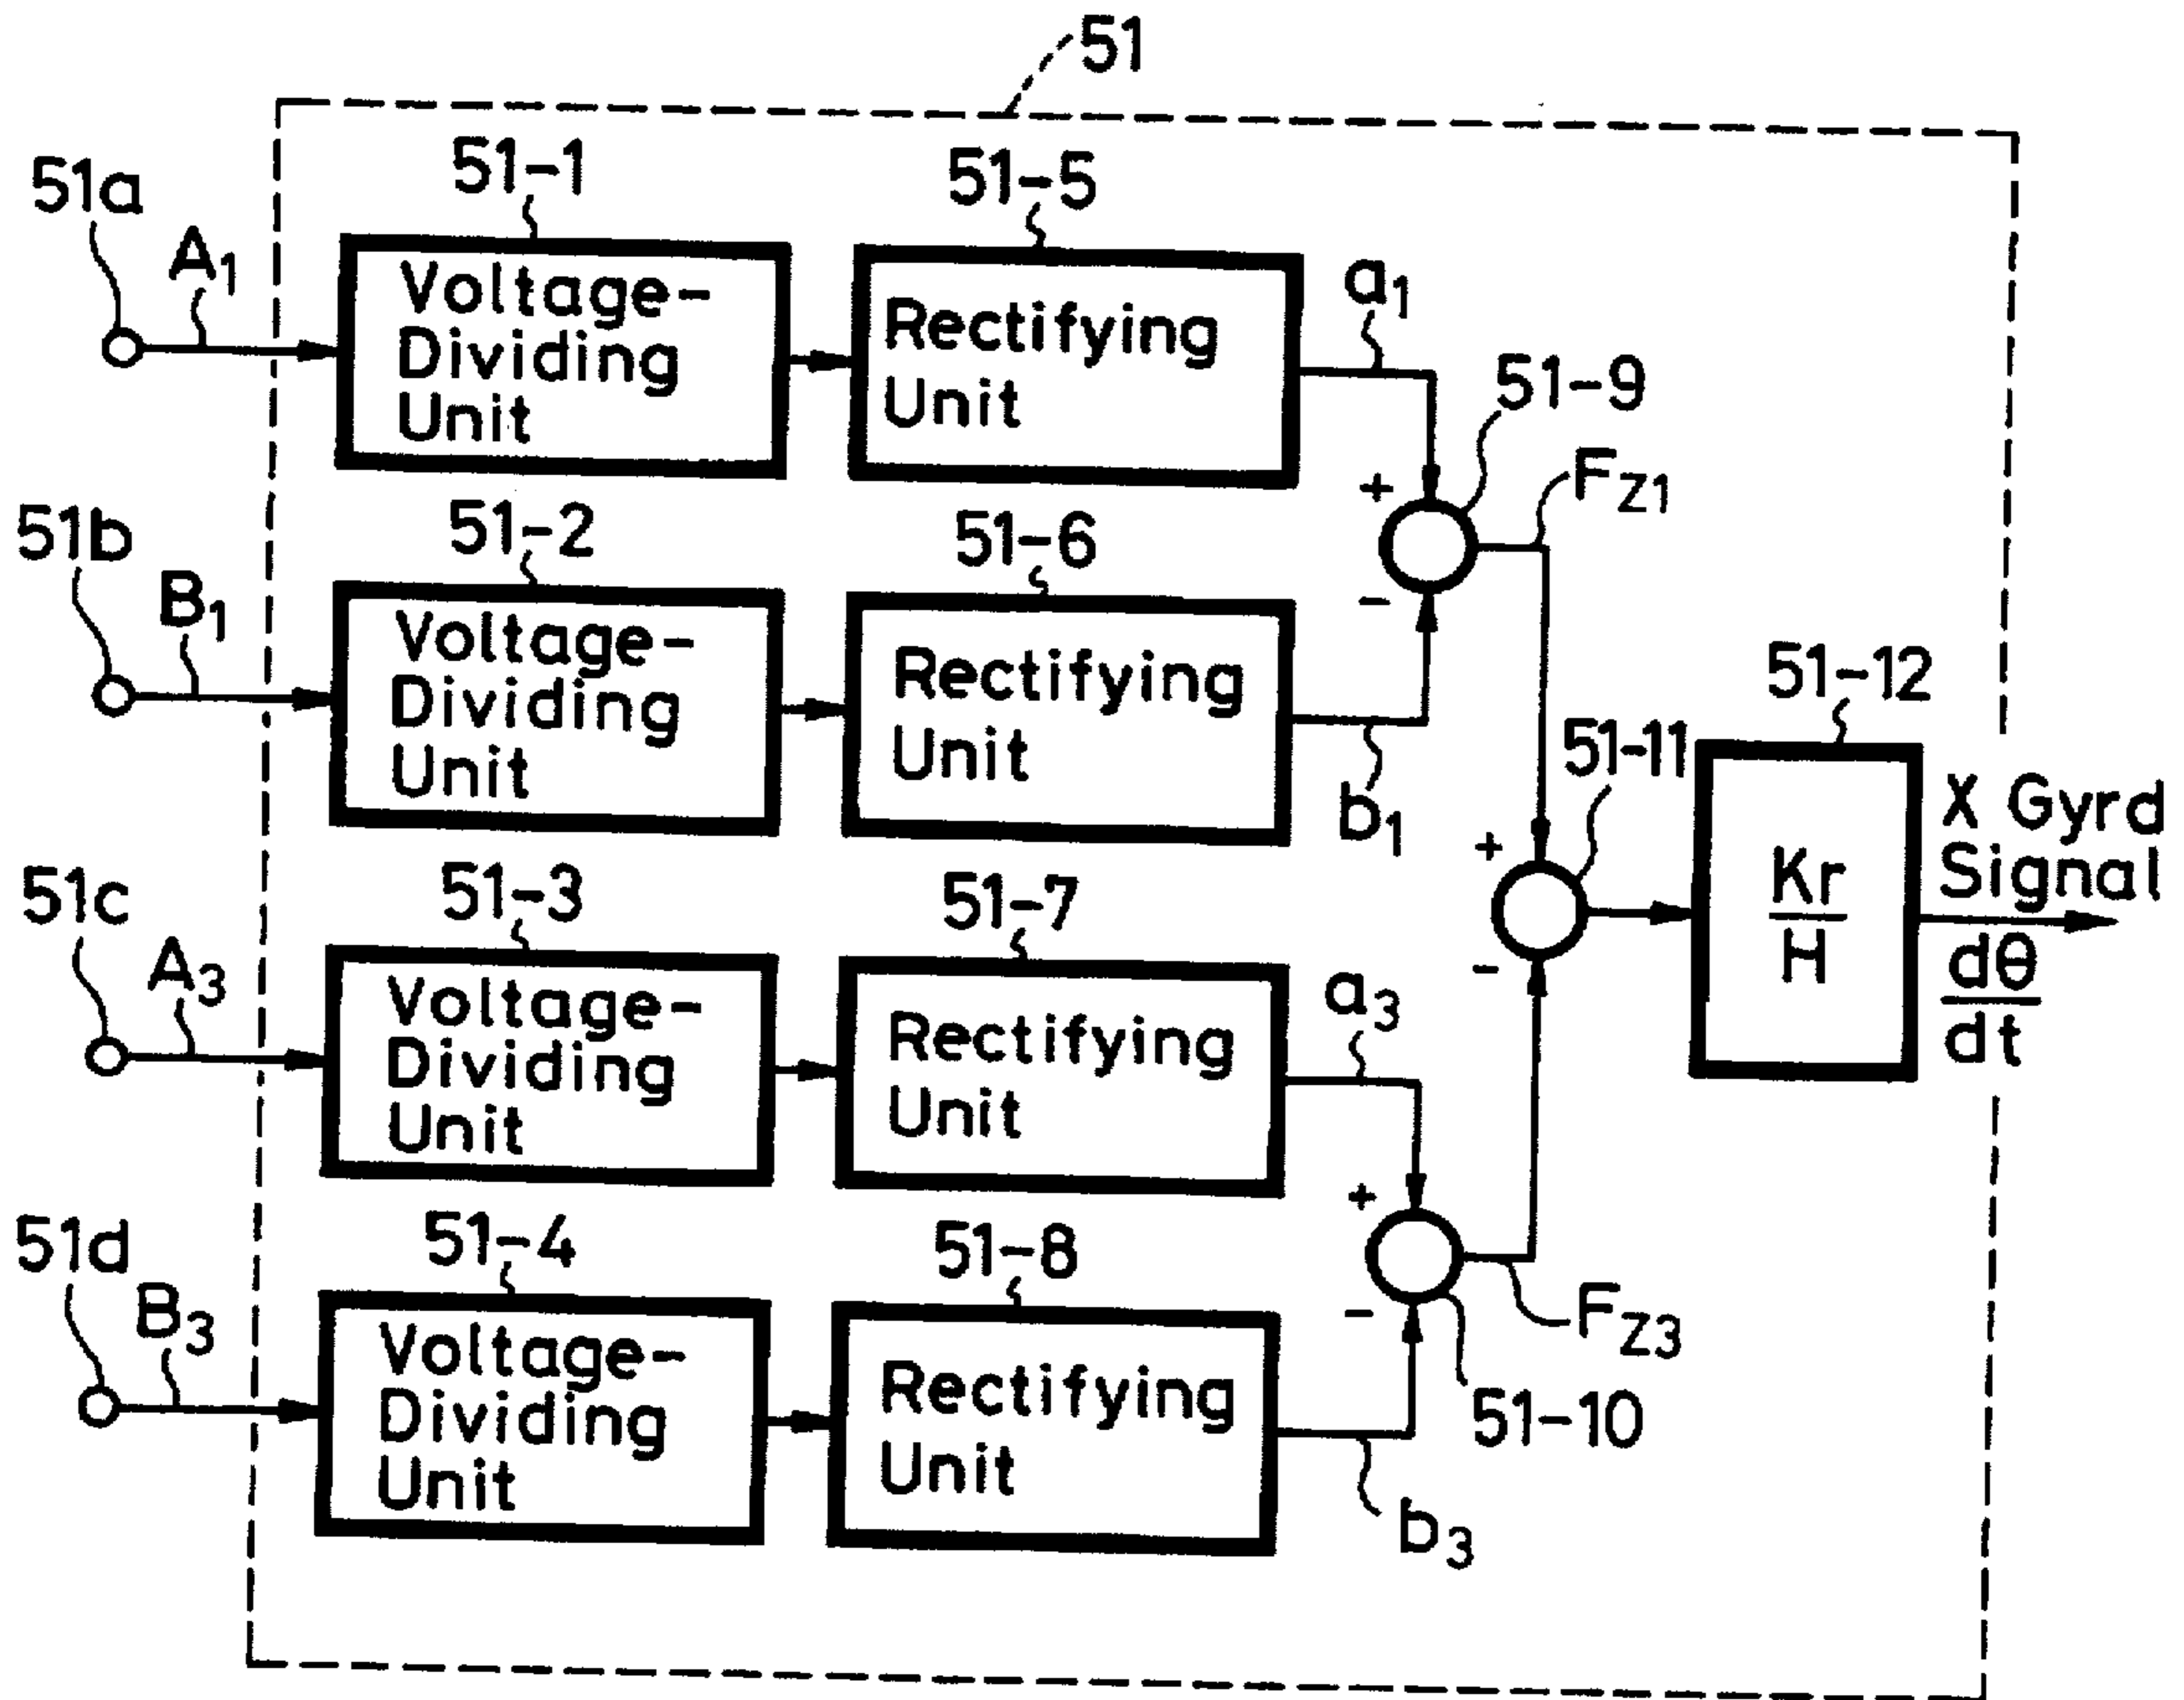 51
51-1
51-5
51a
A1
Voltage-
Dividing
Unit
Rectifying
Unit
a1
51-9
+
-
FZ1
51-2
51-6
51b
B1
Voltage-
Dividing
Unit
Rectifying
Unit
b1
51-12
51-11
+
-
Kr
H
X Gyrd
Signal
dθ
dt
51-3
51-7
51c
A3
Voltage-
Dividing
Unit
Rectifying
Unit
a3
+
-
51-4
51-8
51d
B3
Voltage-
Dividing
Unit
Rectifying
Unit
FZ3
51-10
b3